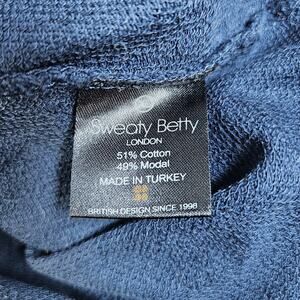 Sweaty Betty
LONDON
51% Cotton
49% Modal
MADE IN TURKEY
BRITISH DESIGN SINCE 1998